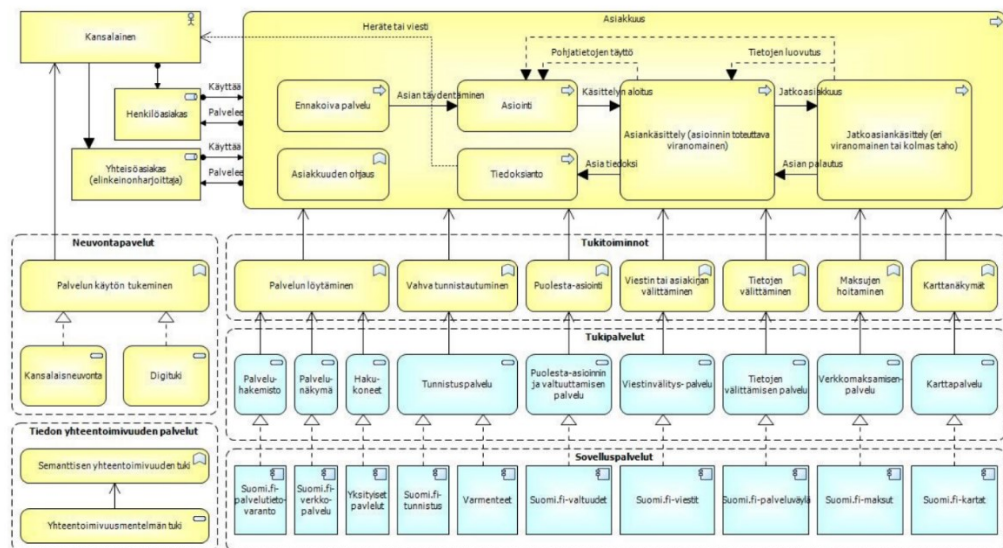 Asiakkuus
Kansalainen
Heräte tai viesti
Pohjatietojen täyttö
Tietojen luovutus
Käyttää
Henkilöasiakas
Palvelee
Ennakoiva palvelu
Asian täydentäminen
Asiointi
Käsittelyn aloitus
Jatkoasiakkuus
Asiankäsittely (asioinnin toteuttava
viranomainen)
Jatkoasiankäsittely (eri
viranomainen tai kolmas taho)
Käyttää
Yhteisöasiakas
(elinkeinonharjoittaja)
Palvelee
Asiakkuuden ohjaus
Tiedoksianto
Asia tiedoksi
Asian palautus
Neuvontapalvelut
Palvelun käytön tukeminen
Kansalaisneuvonta
Digituki
Tukitoiminnot
Palvelun löytäminen
Vahva tunnistautuminen
Puolesta-asiointi
Viestin tai asiakirjan
välittäminen
Tietojen
välittäminen
Maksujen
hoitaminen
Karttanäkymät
Tukipalvelut
Palvelu-
hakemisto
Palvelu-
näkymä
Haku-
koneet
Tunnistuspalvelu
Puolesta-asioinnin
ja valtuuttamisen
palvelu
Viestinvälitys-palvelu
Tietojen
välittämisen palvelu
Verkkomaksamisen-
palvelu
Karttapalvelu
Tiedon yhteentoimivuuden palvelut
Semanttisen yhteentoimivuuden tuki
Yhteentoimivuusmentelmän tuki
Sovelluspalvelut
Suomi.fi-
palvelutieto-
varanto
Suomi.fi-
verkko-
palvelu
Yksityiset
pavlelut
Suomi.fi-
tunnistus
Varmenteet
Suomi.fi-valtuudet
Suomi.fi-viestit
Suomi.fi-palveluväylä
Suomi.fi-maksut
Suomi.fi-kartat